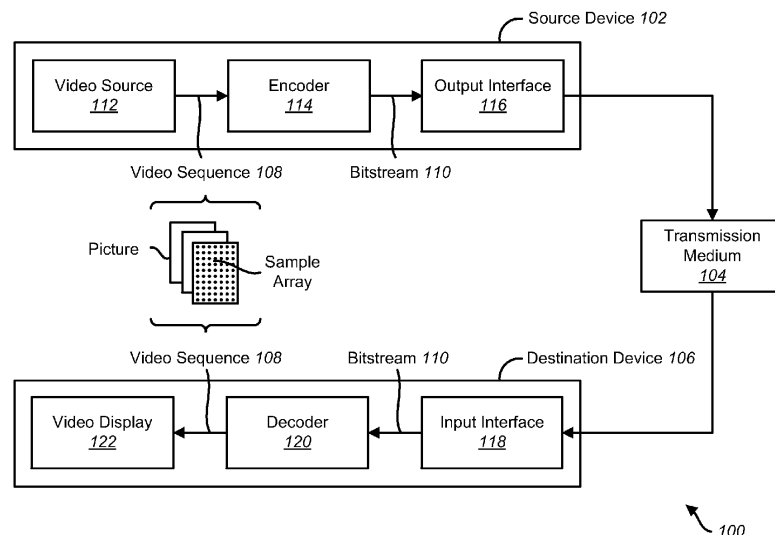 Source Device 102
Video Source
112
Encoder
114
Output Interface
116
Video Sequence 108
Bitstream 110
Picture
Sample
Array
Transmission
Medium
104
Video Sequence 108
Bitstream 110
Destination Device 106
Video Display
122
Decoder
120
Input Interface
118
100